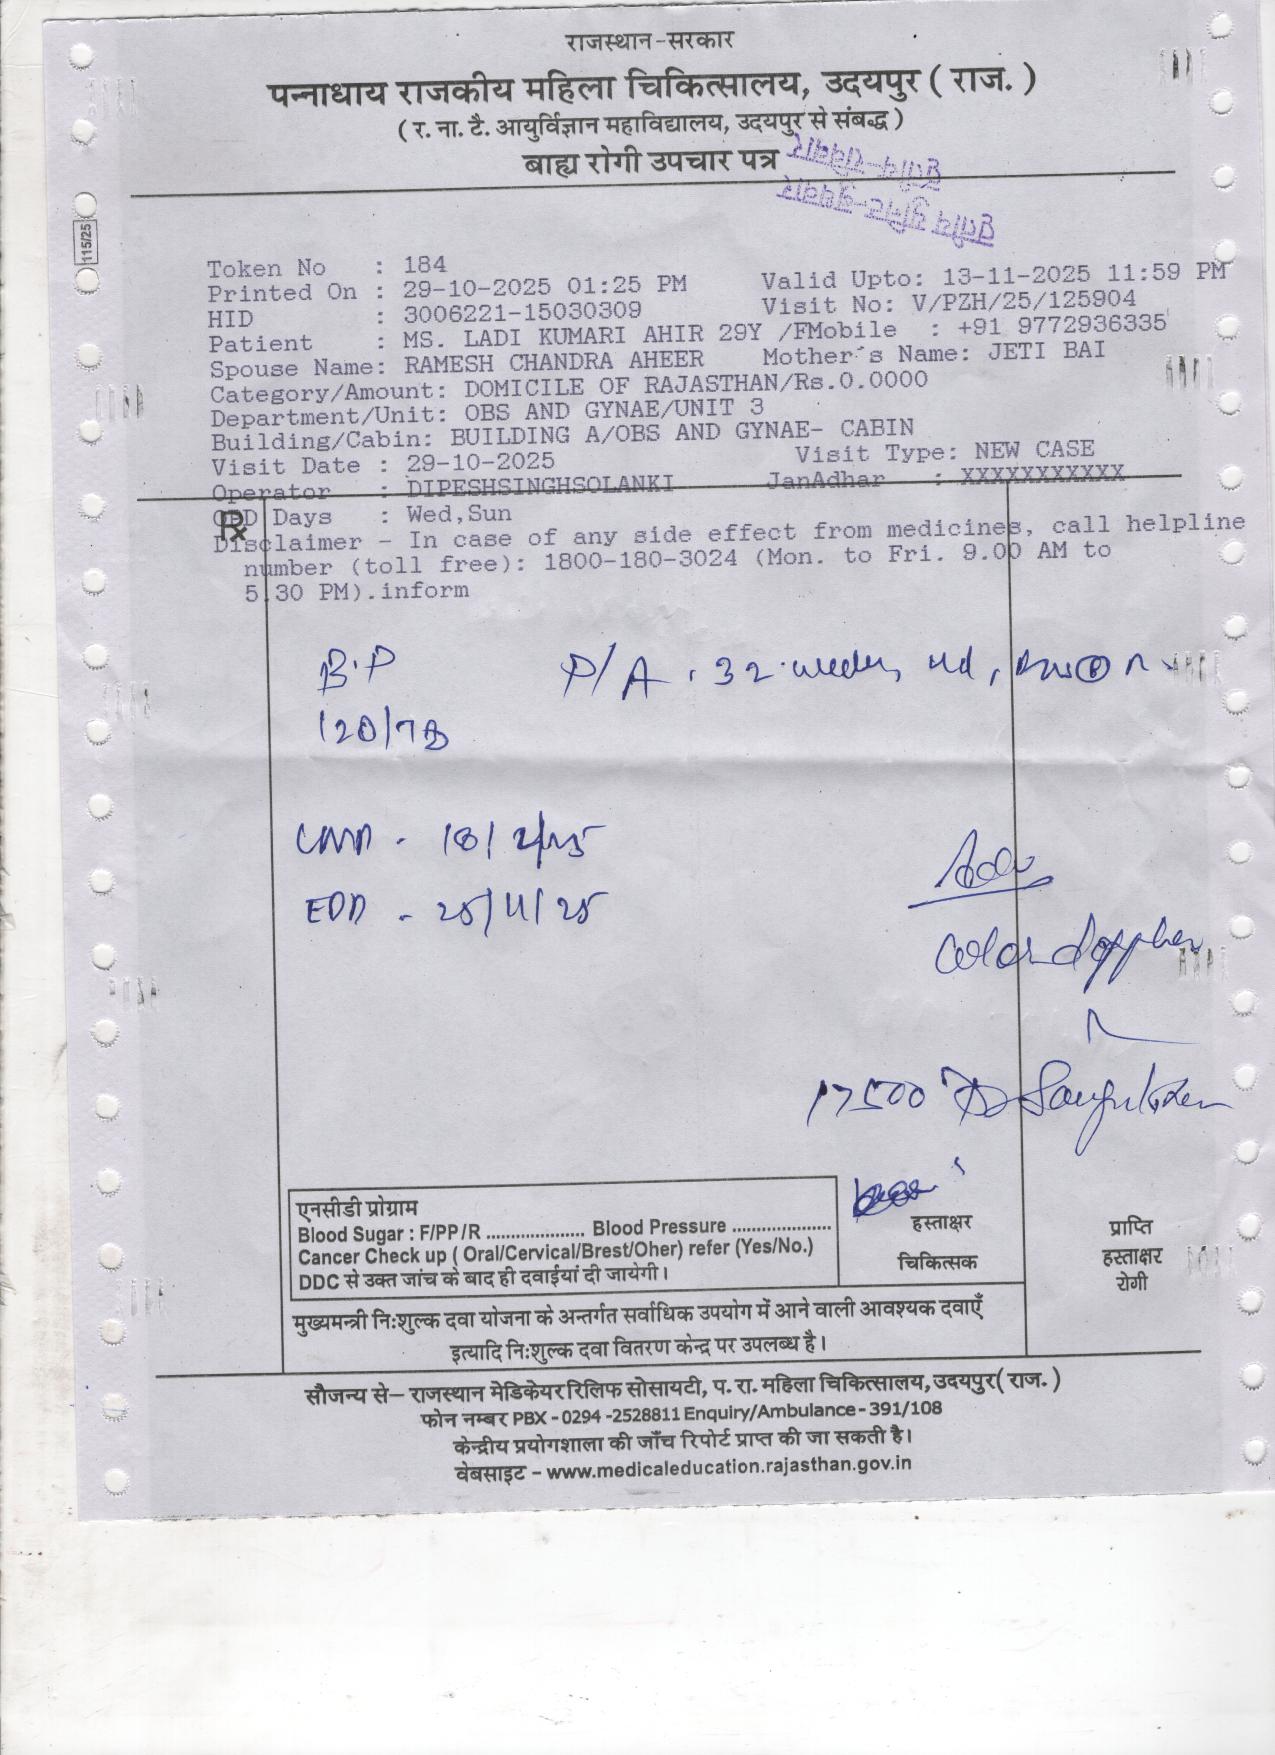 राजस्थान-सरकार
पन्नाधाय राजकीय महिला चिकित्सालय, उदयपुर ( राज. )
( र. ना. टै. आयुर्विज्ञान महाविद्यालय, उदयपुर से संबद्ध )
बाह्य रोगी उपचार पत्र
115/25
Token No : 184
Printed On : 29-10-2025 01:25 PM Valid Upto: 13-11-2025 11:59 PM
HID : 3006221-15030309 Visit No: V/PZH/25/125904
Patient : MS. LADI KUMARI AHIR 29Y /FMobile : +91 9772936335
Spouse Name: RAMESH CHANDRA AHEER Mother's Name: JETI BAI
Category/Amount: DOMICILE OF RAJASTHAN/Rs.0.0000
Department/Unit: OBS AND GYNAE/UNIT 3
Building/Cabin: BUILDING A/OBS AND GYNAE- CABIN
Visit Date : 29-10-2025 Visit Type: NEW CASE
Operator : DIPESHSINGHSOLANKI JanAdhar : XXXXXXXXXXX
OPD Days : Wed,Sun
Disclaimer - In case of any side effect from medicines, call helpline
number (toll free): 1800-180-3024 (Mon. to Fri. 9.00 AM to
5.30 PM).inform
B.P P/A . 32 weeks,
120/78
LMP - 18/2/25
EDD - 25/11/25
Adv
Color doppler
एनसीडी प्रोग्राम
Blood Sugar : F/PP/R .................... Blood Pressure ....................
Cancer Check up ( Oral/Cervical/Brest/Oher) refer (Yes/No.)
DDC से उक्त जांच के बाद ही दवाईयां दी जायेगी।
हस्ताक्षर
चिकित्सक
प्राप्ति
हस्ताक्षर
रोगी
मुख्यमन्त्री निःशुल्क दवा योजना के अन्तर्गत सर्वाधिक उपयोग में आने वाली आवश्यक दवाएँ
इत्यादि निःशुल्क दवा वितरण केन्द्र पर उपलब्ध है।
सौजन्य से– राजस्थान मेडिकेयर रिलिफ सोसायटी, प. रा. महिला चिकित्सालय, उदयपुर( राज. )
फोन नम्बर PBX - 0294 -2528811 Enquiry/Ambulance - 391/108
केन्द्रीय प्रयोगशाला की जाँच रिपोर्ट प्राप्त की जा सकती है।
वेबसाइट - www.medicaleducation.rajasthan.gov.in